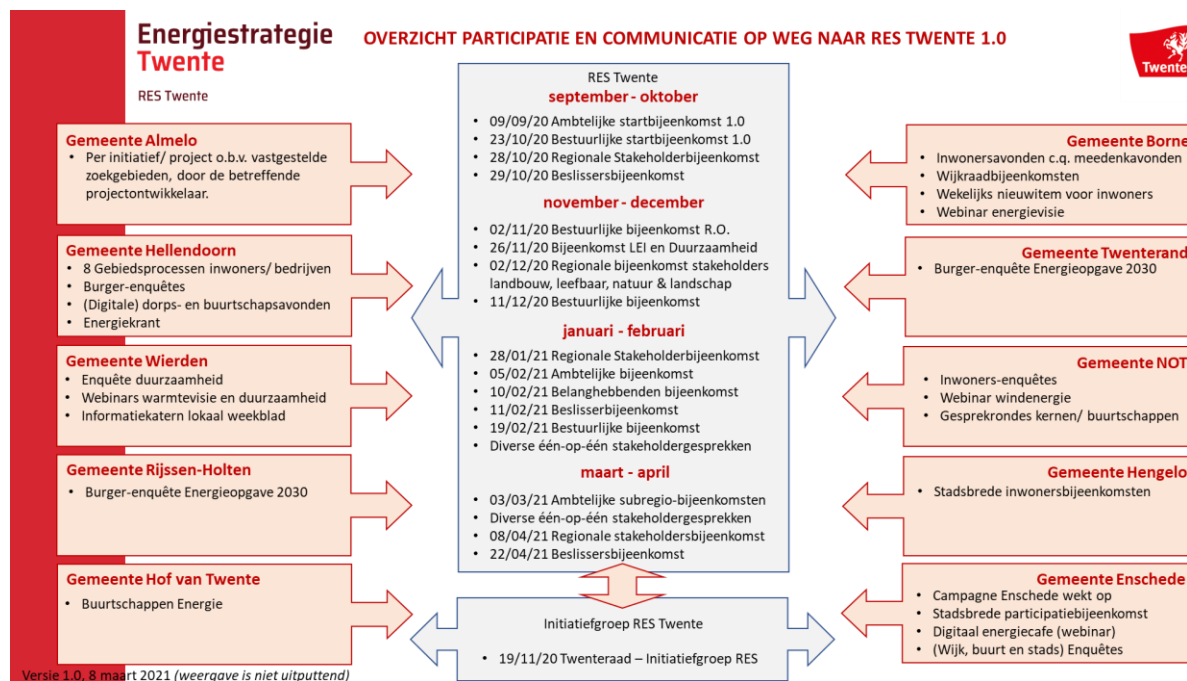 Energiestrategie
Twente
RES Twente
OVERZICHT PARTICIPATIE EN COMMUNICATIE OP WEG NAAR RES TWENTE 1.0
Twente
Gemeente Almelo
• Per initiatief/ project o.b.v. vastgestelde
zoekgebieden, door de betreffende
projectontwikkelaar.
Gemeente Hellendoorn
• 8 Gebiedsprocessen inwoners/ bedrijven
• Burger-enquêtes
• (Digitale) dorps- en buurtschapsavonden
• Energiekrant
Gemeente Wierden
• Enquête duurzaamheid
• Webinars warmtevisie en duurzaamheid
• Informatiekatern lokaal weekblad
Gemeente Rijssen-Holten
• Burger-enquête Energieopgave 2030
Gemeente Hof van Twente
• Buurtschappen Energie
RES Twente
september - oktober
• 09/09/20 Ambtelijke startbijeenkomst 1.0
• 23/10/20 Bestuurlijke startbijeenkomst 1.0
• 28/10/20 Regionale Stakeholderbijeenkomst
• 29/10/20 Beslissersbijeenkomst
november - december
• 02/11/20 Bestuurlijke bijeenkomst R.O.
• 26/11/20 Bijeenkomst LEI en Duurzaamheid
• 02/12/20 Regionale bijeenkomst stakeholders
landbouw, leefbaar, natuur & landschap
• 11/12/20 Bestuurlijke bijeenkomst
januari - februari
• 28/01/21 Regionale Stakeholderbijeenkomst
• 05/02/21 Ambtelijke bijeenkomst
• 10/02/21 Belanghebbenden bijeenkomst
• 11/02/21 Beslisserbijeenkomst
• 19/02/21 Bestuurlijke bijeenkomst
• Diverse één-op-één stakeholdergesprekken
maart - april
• 03/03/21 Ambtelijke subregio-bijeenkomsten
• Diverse één-op-één stakeholdergesprekken
• 08/04/21 Regionale stakeholdersbijeenkomst
• 22/04/21 Beslissersbijeenkomst
Initiatiefgroep RES Twente
• 19/11/20 Twenteraad – Initiatiefgroep RES
Gemeente Borne
• Inwonersavonden c.q. meedenkavonden
• Wijkraadbijeenkomsten
• Wekelijks nieuwitem voor inwoners
• Webinar energievisie
Gemeente Twenterand
• Burger-enquête Energieopgave 2030
Gemeente NOT
• Inwoners-enquêtes
• Webinar windenergie
• Gesprekrondes kernen/ buurtschappen
Gemeente Hengelo
• Stadsbrede inwonersbijeenkomsten
Gemeente Enschede
• Campagne Enschede wekt op
• Stadsbrede participatiebijeenkomst
• Digitaal energiecafe (webinar)
• (Wijk, buurt en stads) Enquêtes
Versie 1.0, 8 maart 2021 (weergave is niet uitputtend)